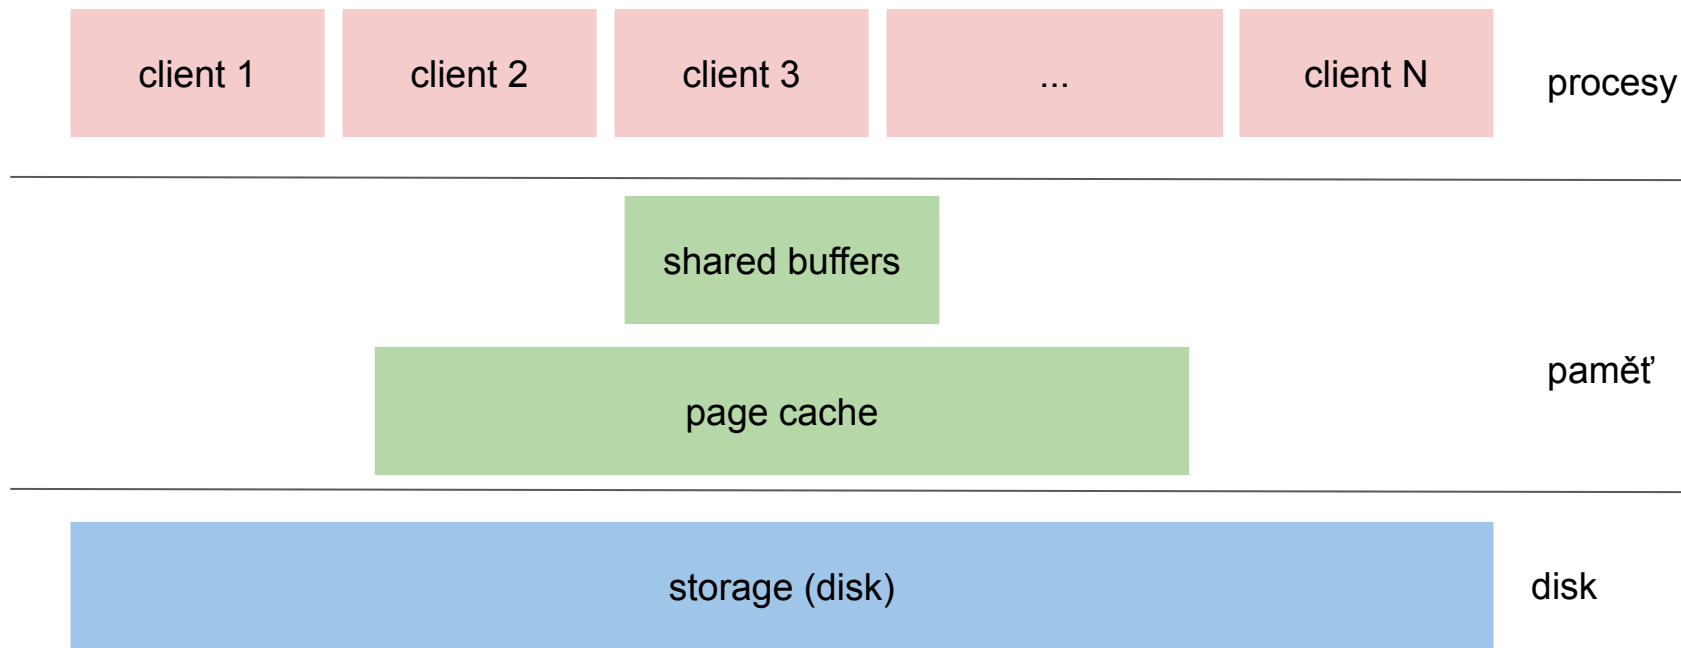 client 1
client 2
client 3
...
client N
procesy
shared buffers
page cache
paměť
storage (disk)
disk